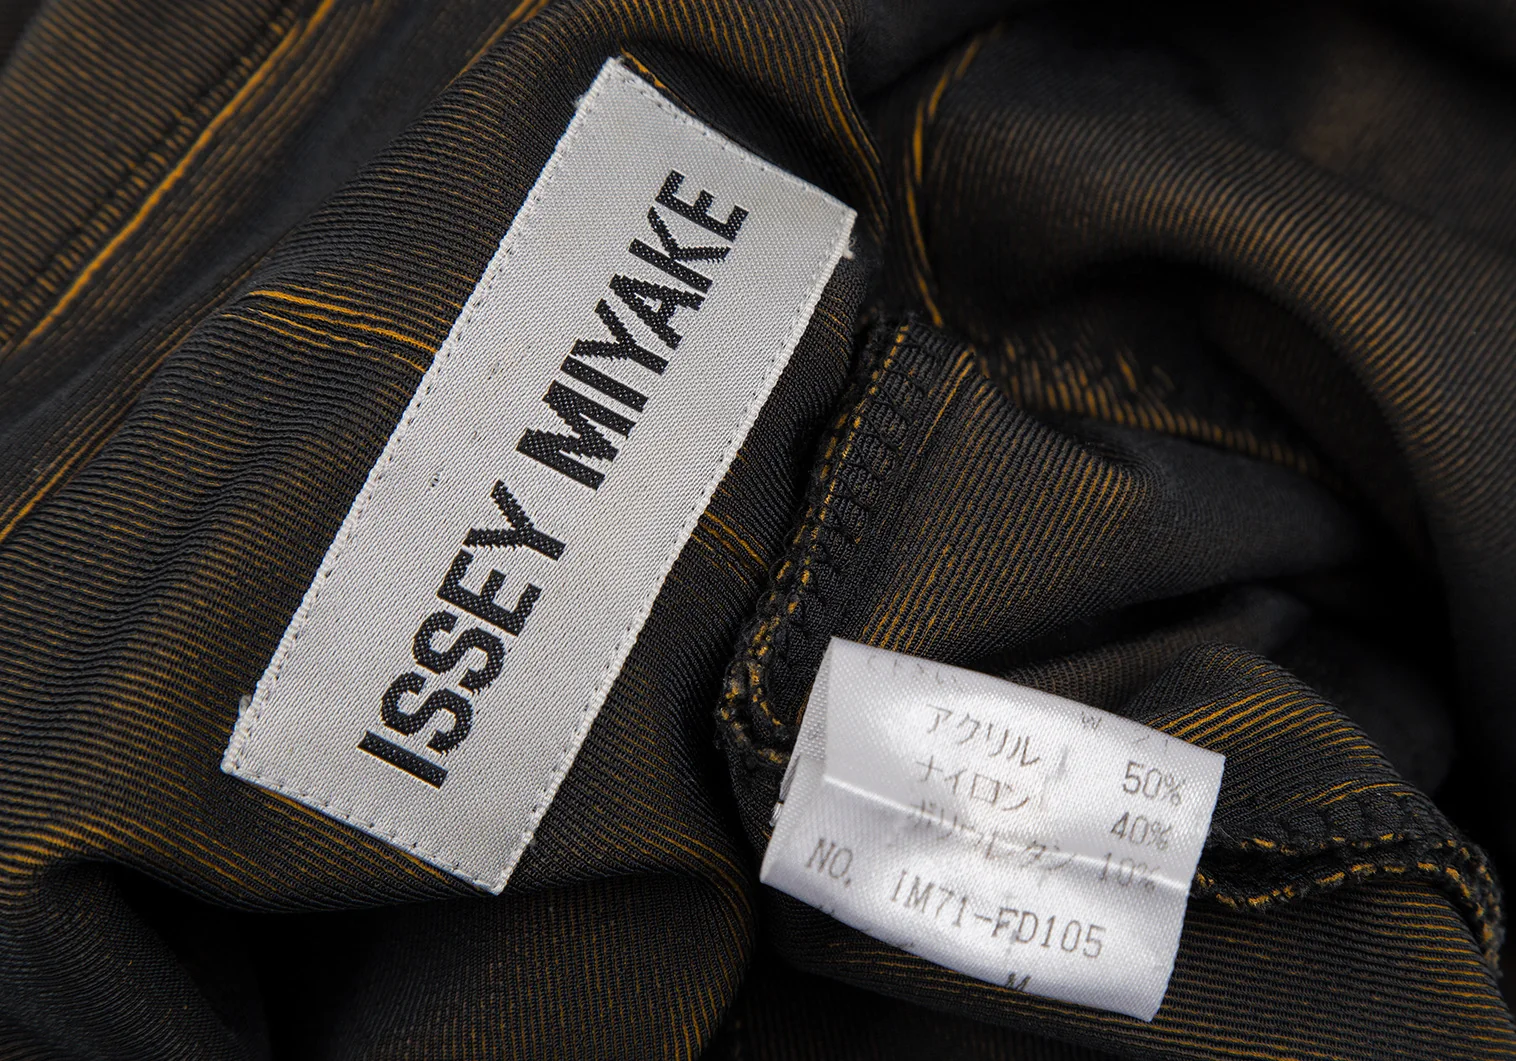 ISSEY MIYAKE
アクリル 50%
ナイロン 40%
ポリウレタン 10%
NO. IM71-FD105
M